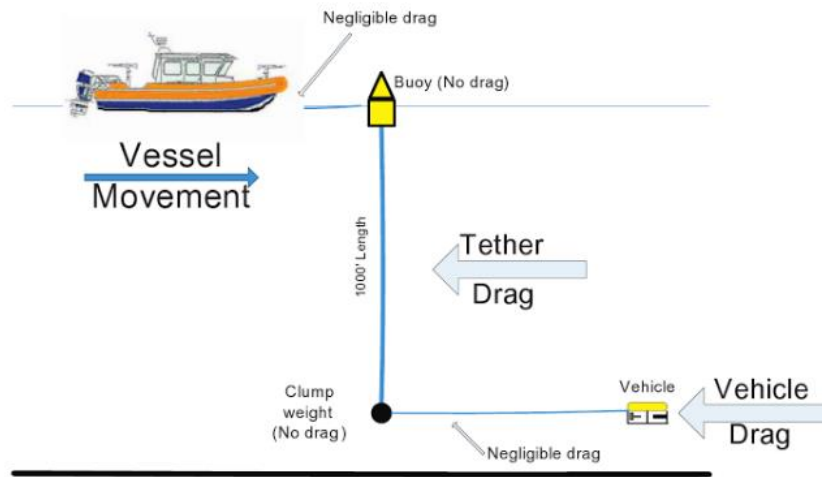 Negligible drag
Buoy (No drag)
Vessel
Movement
1000' Length
Tether
Drag
Clump
weight
(No drag)
Vehicle
Vehicle
Drag
Negligible drag